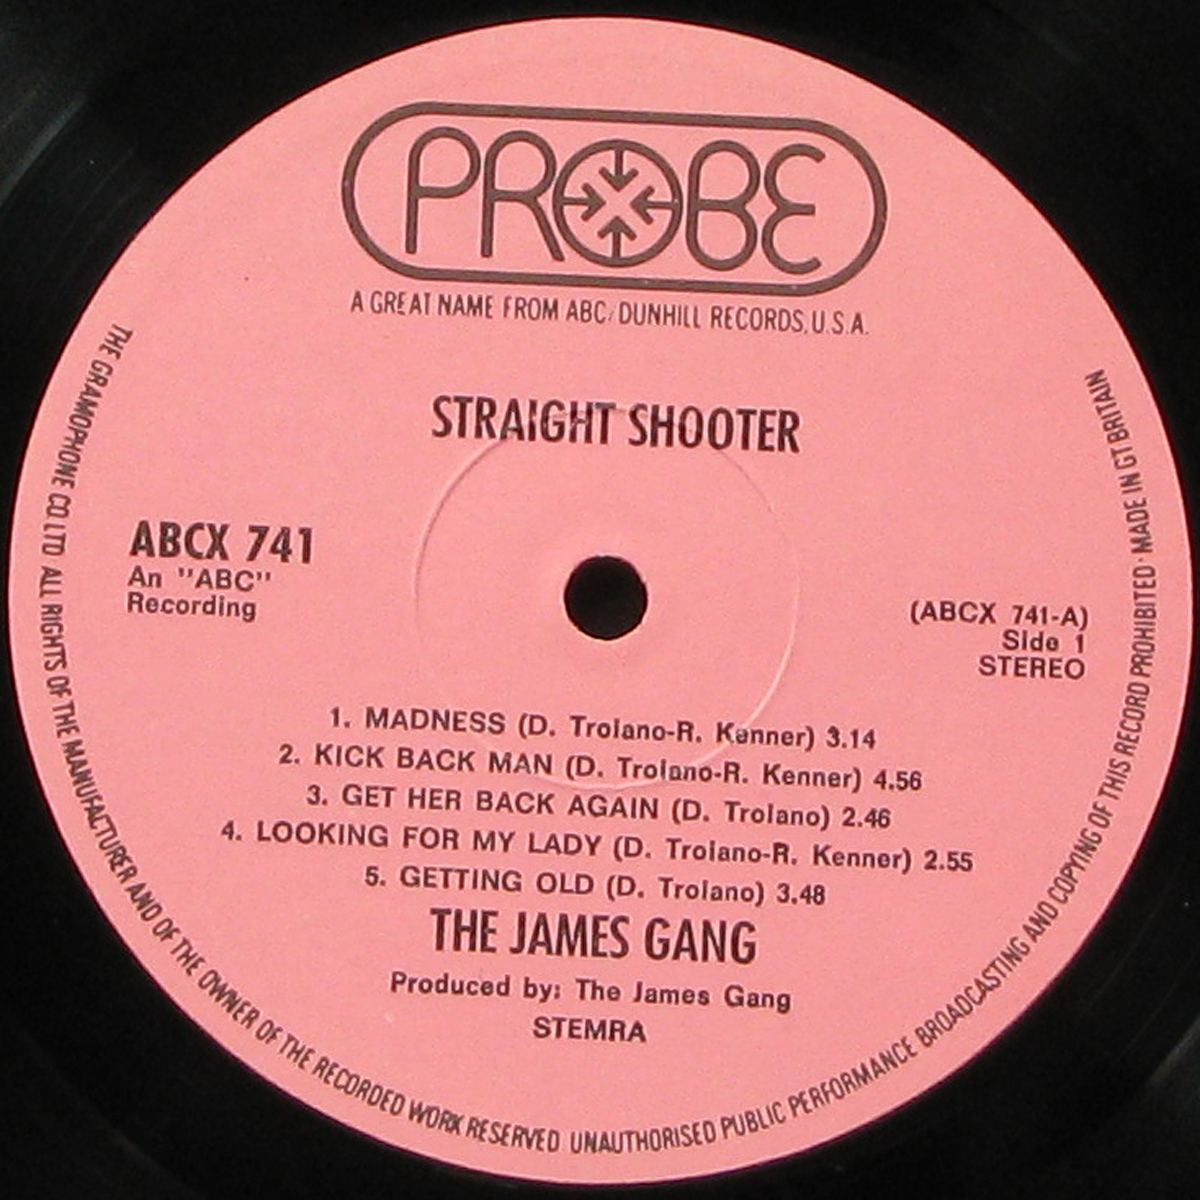 PROBE
A GREAT NAME FROM ABC/DUNHILL RECORDS, U.S.A.
STRAIGHT SHOOTER
ABCX 741
An "ABC"
Recording
(ABCX 741-A)
Side 1
STEREO
1. MADNESS (D. Troiano-R. Kenner) 3.14
2. KICK BACK MAN (D. Troiano-R. Kenner) 4.56
3. GET HER BACK AGAIN (D. Troiano) 2.46
4. LOOKING FOR MY LADY (D. Troiano-R. Kenner) 2.55
5. GETTING OLD (D. Troiano) 3.48
THE JAMES GANG
Produced by: The James Gang
STEMRA
THE GRAMOPHONE CO. LTD ALL RIGHTS OF THE MANUFACTURER AND OF THE OWNER OF THE RECORDED WORK RESERVED UNAUTHORISED PUBLIC PERFORMANCE BROADCASTING AND COPYING OF THIS RECORD PROHIBITED · MADE IN GT BRITAIN